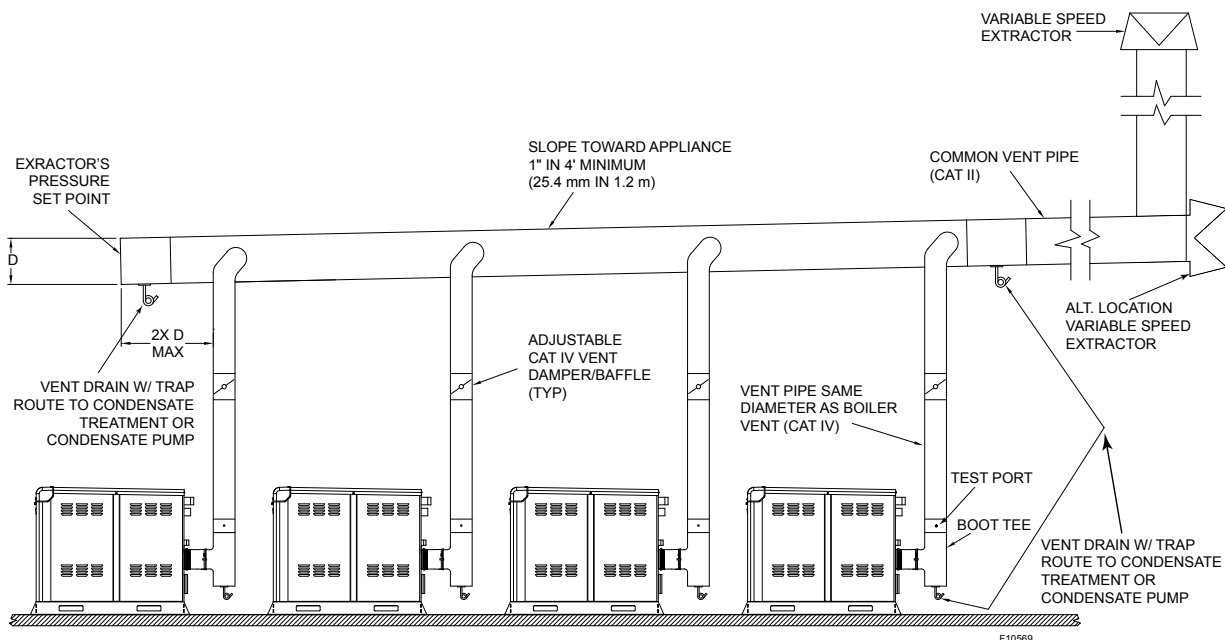 VARIABLE SPEED
EXTRACTOR
SLOPE TOWARD APPLIANCE
1" IN 4' MINIMUM
(25.4 mm IN 1.2 m)
COMMON VENT PIPE
(CAT II)
EXRACTOR'S
PRESSURE
SET POINT
D
2X D
MAX
ALT. LOCATION
VARIABLE SPEED
EXTRACTOR
ADJUSTABLE
CAT IV VENT
DAMPER/BAFFLE
(TYP)
VENT DRAIN W/ TRAP
ROUTE TO CONDENSATE
TREATMENT OR
CONDENSATE PUMP
VENT PIPE SAME
DIAMETER AS BOILER
VENT (CAT IV)
TEST PORT
BOOT TEE
VENT DRAIN W/ TRAP
ROUTE TO CONDENSATE
TREATMENT OR
CONDENSATE PUMP
F10569